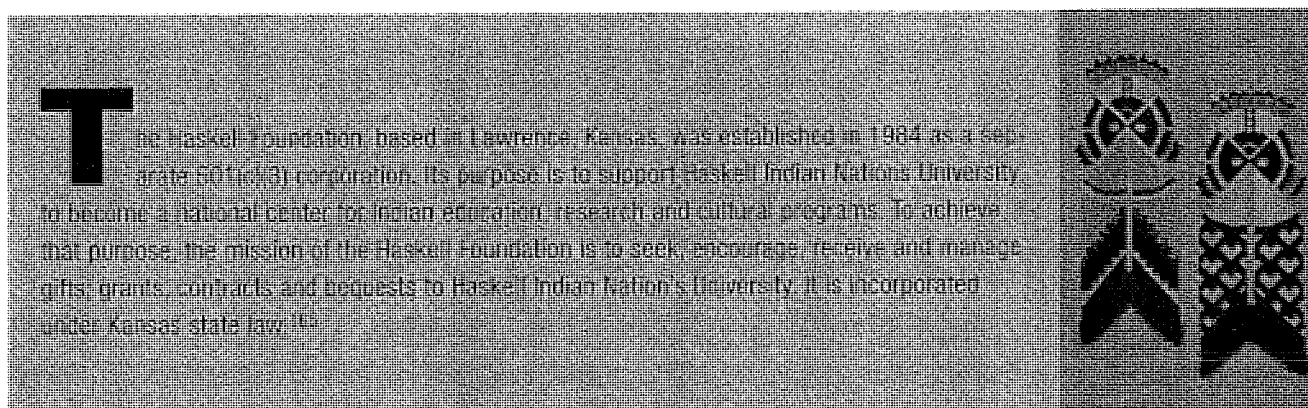 The Haskell Foundation, based in Lawrence, Kansas, was established in 1984 as a sep-
arate 501(c)(3) corporation. Its purpose is to support Haskell Indian Nations University,
to become a national center for Indian education, research and cultural programs. To achieve
that purpose, the mission of the Haskell Foundation is to seek, encourage, receive and manage
gifts, grants, contracts and bequests to Haskell Indian Nation's University. It is incorporated
under Kansas state law.